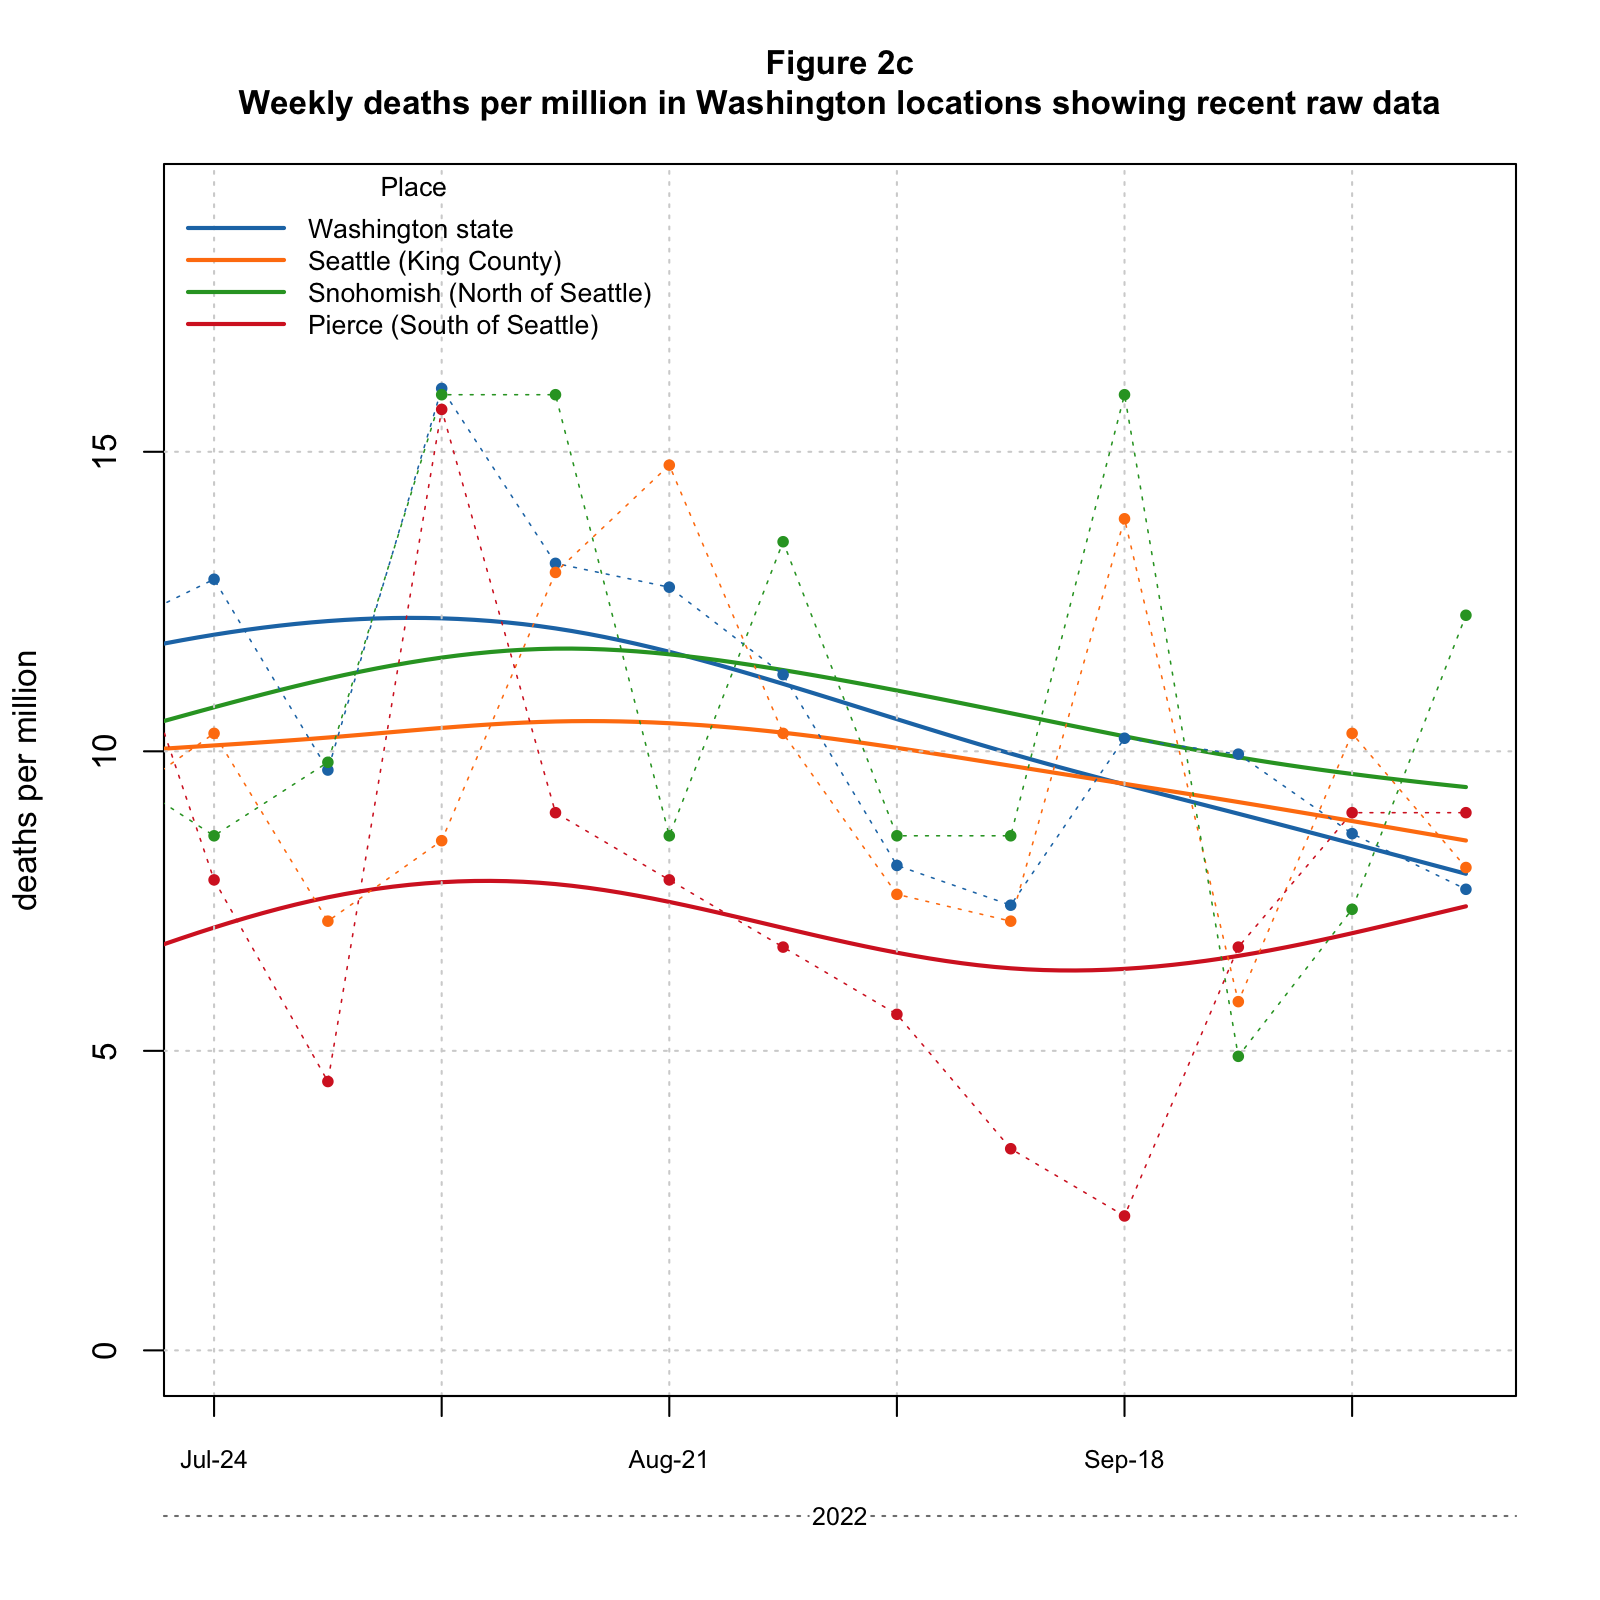 Figure 2c
Weekly deaths per million in Washington locations showing recent raw data
Place
Washington state
Seattle (King County)
Snohomish (North of Seattle)
Pierce (South of Seattle)
deaths per million
15
10
5
0
Jul-24
Aug-21
Sep-18
2022